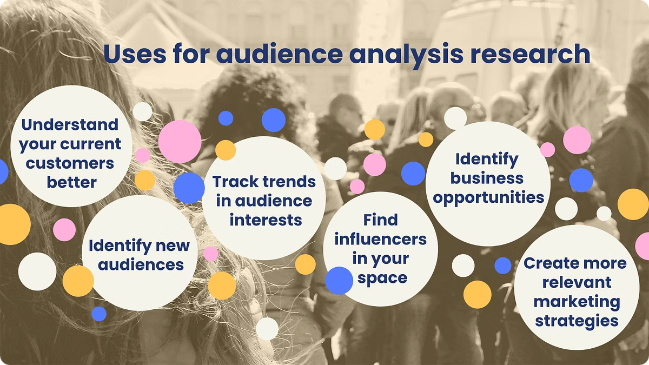 Uses for audience analysis research
Understand
your current
customers
better
Identify new
audiences
Track trends
in audience
interests
Find
influencers
in your
space
Identify
business
opportunities
Create more
relevant
marketing
strategies